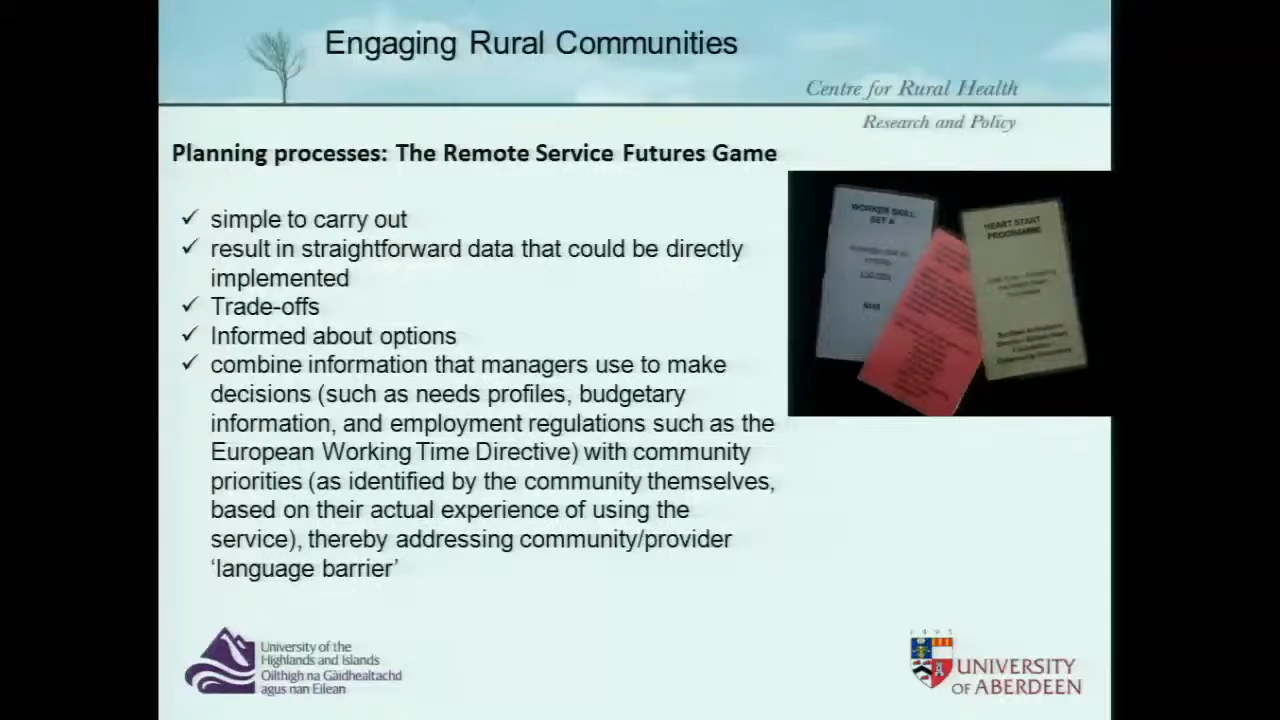 Engaging Rural Communities
Centre for Rural Health
Research and Policy
Planning processes: The Remote Service Futures Game
✓ simple to carry out
✓ result in straightforward data that could be directly
implemented
✓ Trade-offs
✓ Informed about options
✓ combine information that managers use to make
decisions (such as needs profiles, budgetary
information, and employment regulations such as the
European Working Time Directive) with community
priorities (as identified by the community themselves,
based on their actual experience of using the
service), thereby addressing community/provider
‘language barrier’
WORKER SKILL
SET A
HEART START
PROGRAMME
University of the
Highlands and Islands
Oilthigh na Gàidhealtachd
agus nan Eilean
1495
UNIVERSITY
OF ABERDEEN